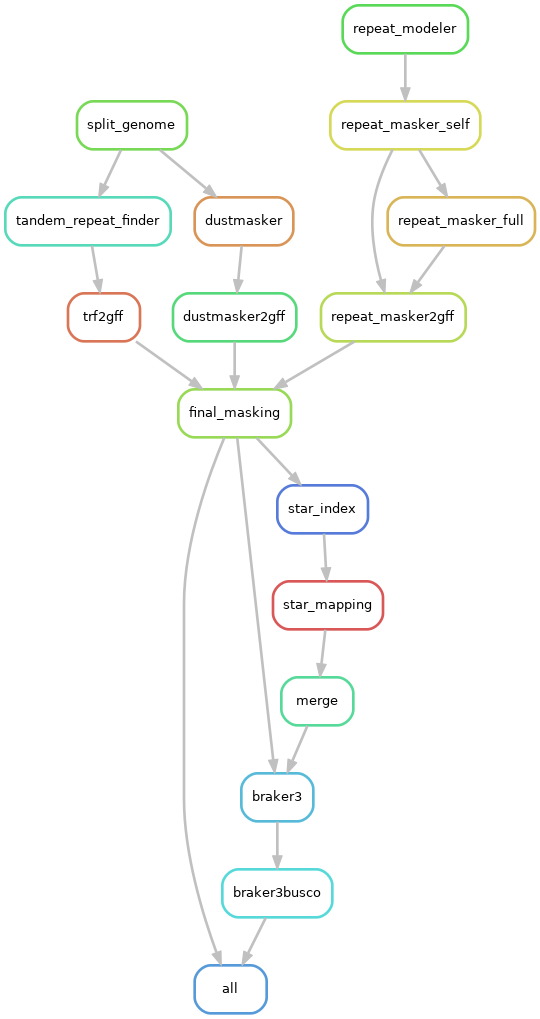 repeat_modeler
split_genome
repeat_masker_self
tandem_repeat_finder
dustmasker
repeat_masker_full
trf2gff
dustmasker2gff
repeat_masker2gff
final_masking
star_index
star_mapping
merge
braker3
braker3busco
all